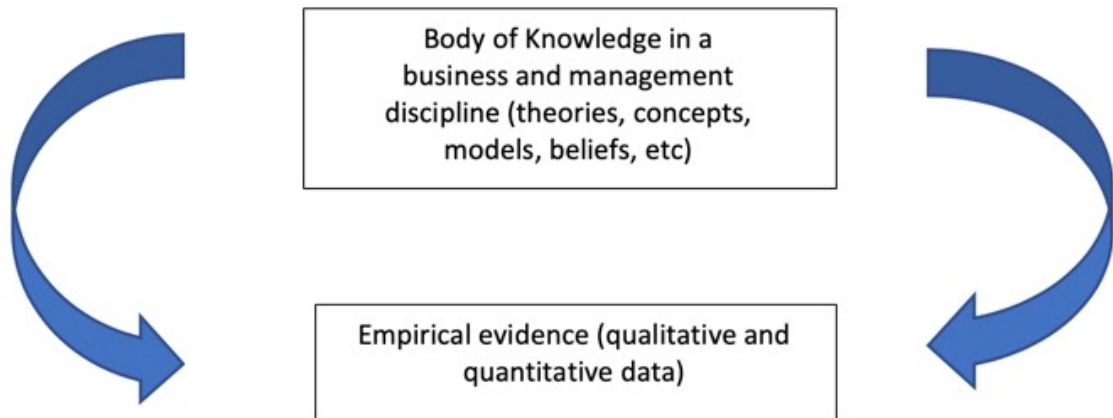 Body of Knowledge in a
business and management
discipline (theories, concepts,
models, beliefs, etc)
Empirical evidence (qualitative and
quantitative data)